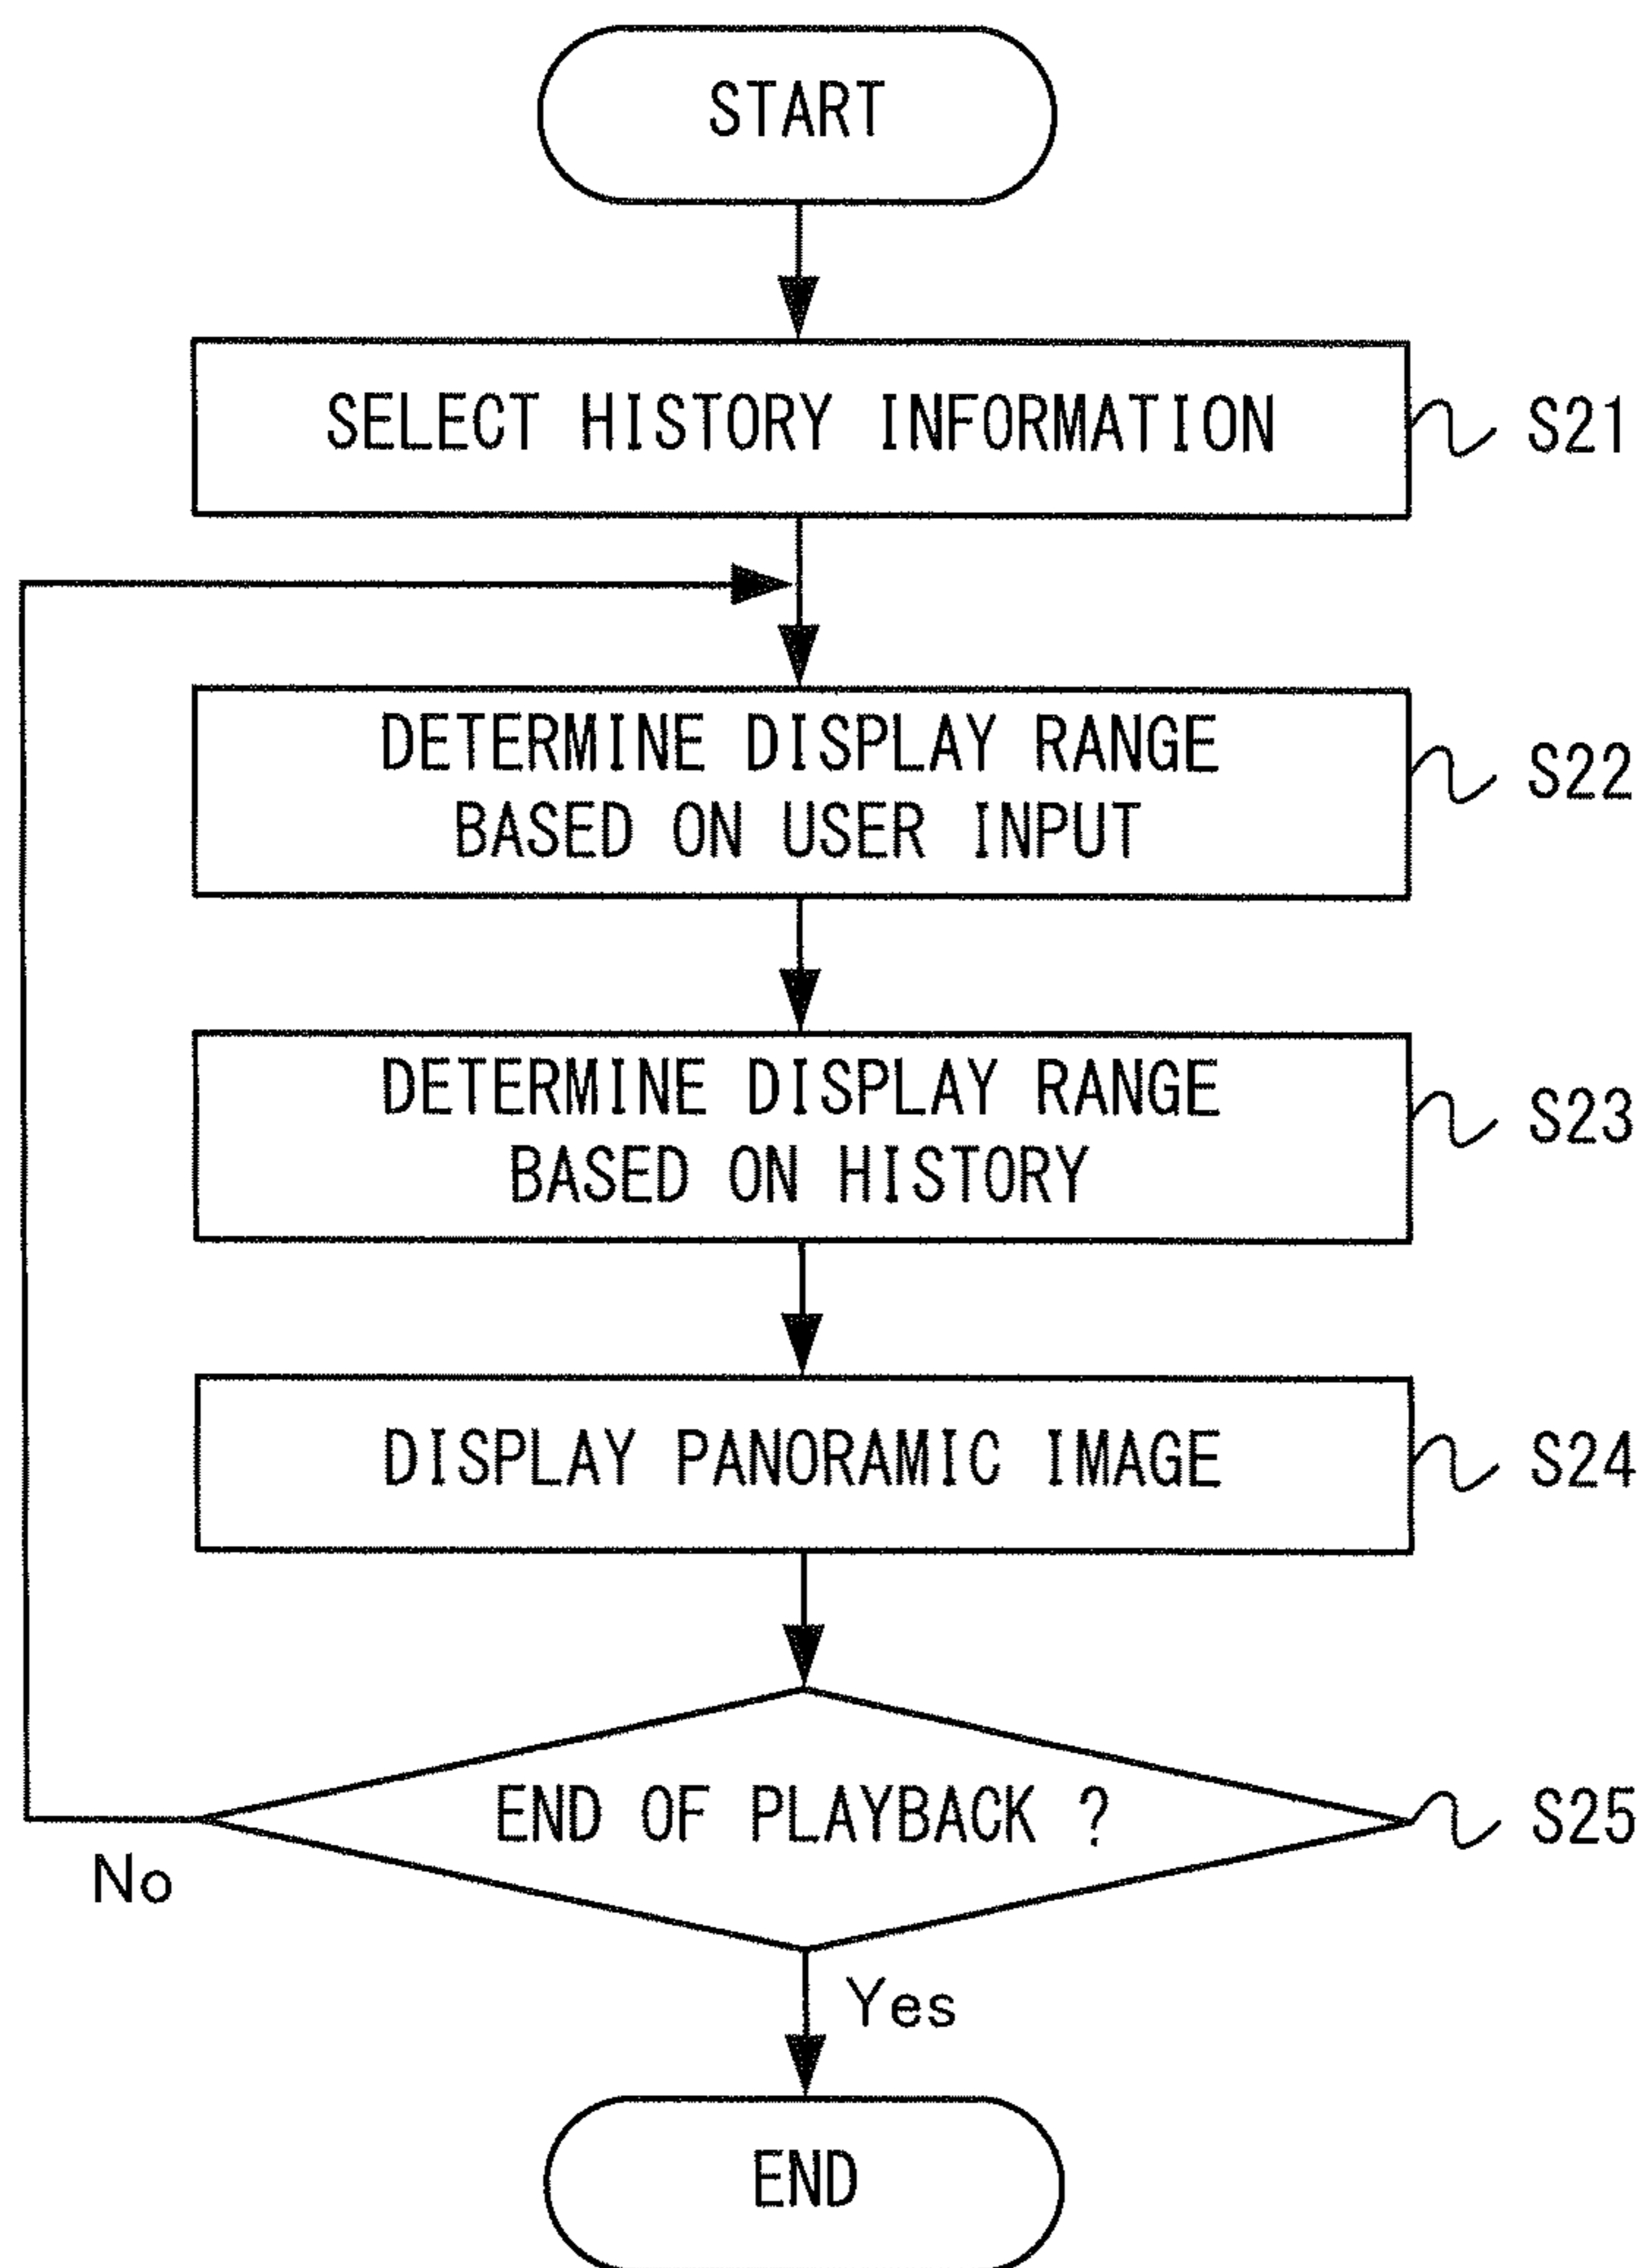 START
SELECT HISTORY INFORMATION
S21
DETERMINE DISPLAY RANGE
BASED ON USER INPUT
S22
DETERMINE DISPLAY RANGE
BASED ON HISTORY
S23
DISPLAY PANORAMIC IMAGE
S24
END OF PLAYBACK ?
S25
No
Yes
END